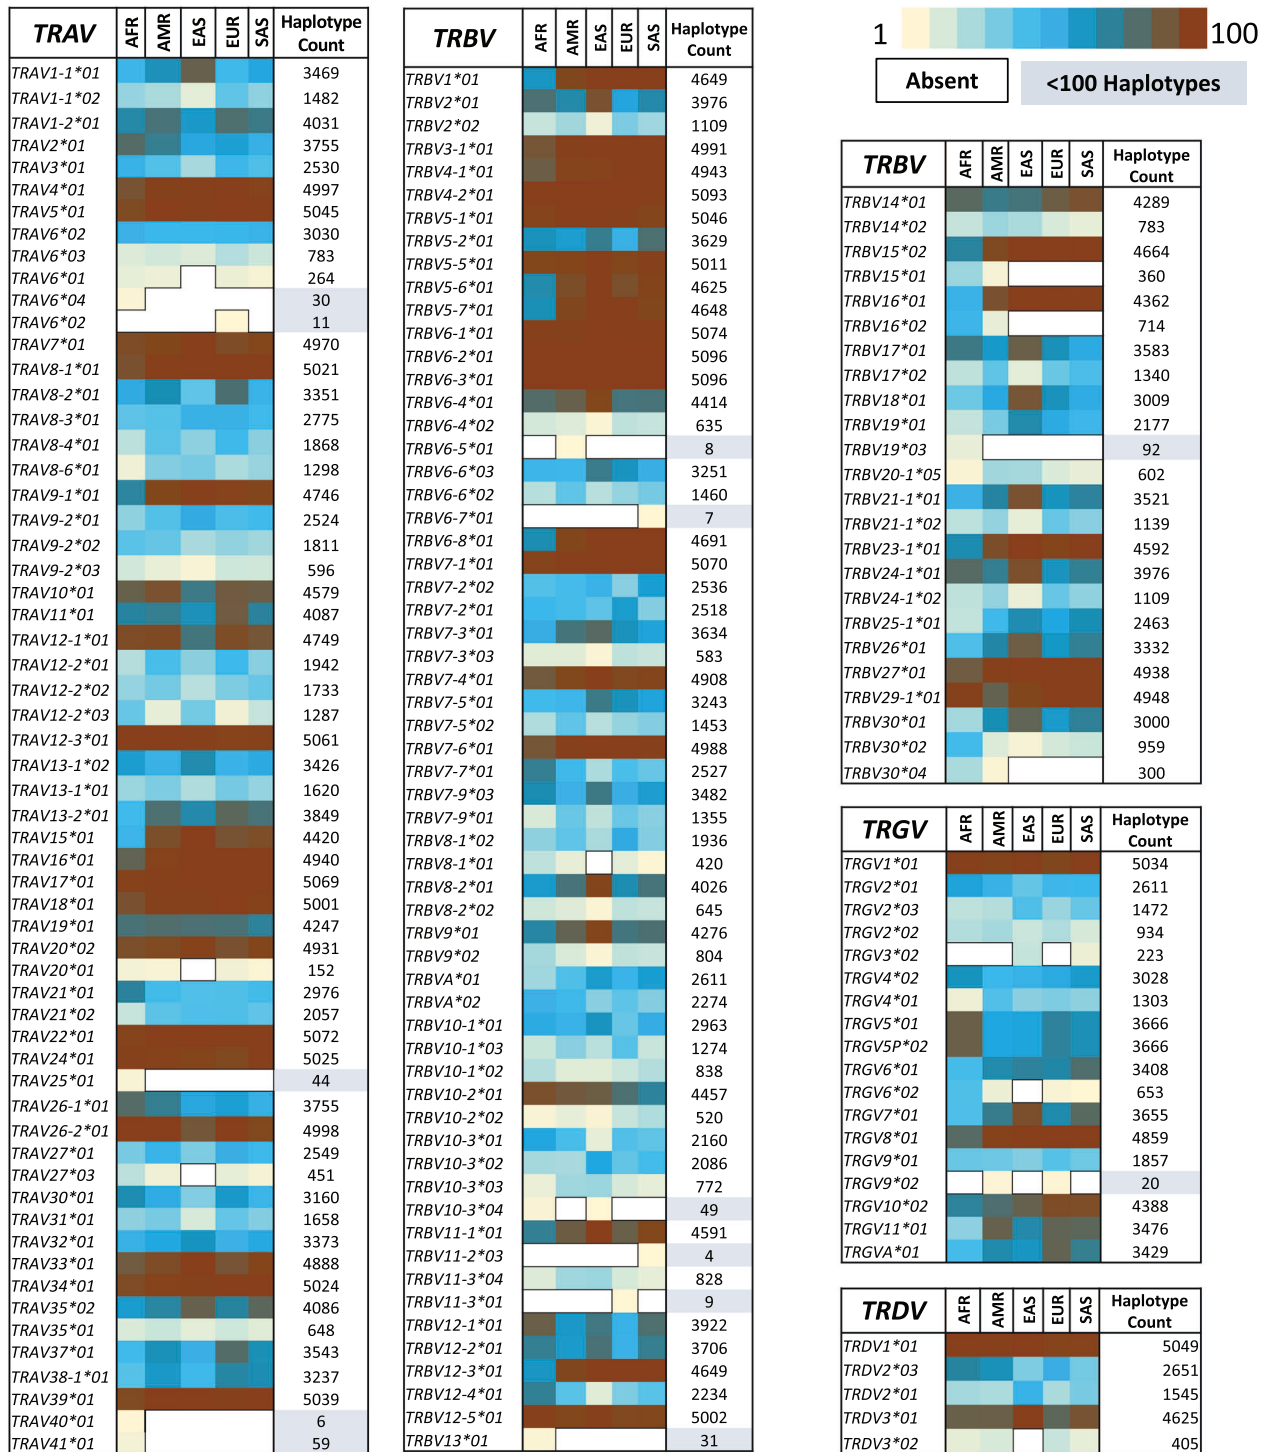 TRAV AFR AMR EAS EUR SAS Haplotype Count
TRAV1-1*01 3469
TRAV1-1*02 1482
TRAV1-2*01 4031
TRAV2*01 3755
TRAV3*01 2530
TRAV4*01 4997
TRAV5*01 5045
TRAV6*02 3030
TRAV6*03 783
TRAV6*01 264
TRAV6*04 30
TRAV6*02 11
TRAV7*01 4970
TRAV8-1*01 5021
TRAV8-2*01 3351
TRAV8-3*01 2775
TRAV8-4*01 1868
TRAV8-6*01 1298
TRAV9-1*01 4746
TRAV9-2*01 2524
TRAV9-2*02 1811
TRAV9-2*03 596
TRAV10*01 4579
TRAV11*01 4087
TRAV12-1*01 4749
TRAV12-2*01 1942
TRAV12-2*02 1733
TRAV12-2*03 1287
TRAV12-3*01 5061
TRAV13-1*02 3426
TRAV13-1*01 1620
TRAV13-2*01 3849
TRAV15*01 4420
TRAV16*01 4940
TRAV17*01 5069
TRAV18*01 5001
TRAV19*01 4247
TRAV20*02 4931
TRAV20*01 152
TRAV21*01 2976
TRAV21*02 2057
TRAV22*01 5072
TRAV24*01 5025
TRAV25*01 44
TRAV26-1*01 3755
TRAV26-2*01 4998
TRAV27*01 2549
TRAV27*03 451
TRAV30*01 3160
TRAV31*01 1658
TRAV32*01 3373
TRAV33*01 4888
TRAV34*01 5024
TRAV35*02 4086
TRAV35*01 648
TRAV37*01 3543
TRAV38-1*01 3237
TRAV39*01 5039
TRAV40*01 6
TRAV41*01 59
TRBV AFR AMR EAS EUR SAS Haplotype Count
TRBV1*01 4649
TRBV2*01 3976
TRBV2*02 1109
TRBV3-1*01 4991
TRBV4-1*01 4943
TRBV4-2*01 5093
TRBV5-1*01 5046
TRBV5-2*01 3629
TRBV5-5*01 5011
TRBV5-6*01 4625
TRBV5-7*01 4648
TRBV6-1*01 5074
TRBV6-2*01 5096
TRBV6-3*01 5096
TRBV6-4*01 4414
TRBV6-4*02 635
TRBV6-5*01 8
TRBV6-6*03 3251
TRBV6-6*02 1460
TRBV6-7*01 7
TRBV6-8*01 4691
TRBV7-1*01 5070
TRBV7-2*02 2536
TRBV7-2*01 2518
TRBV7-3*01 3634
TRBV7-3*03 583
TRBV7-4*01 4908
TRBV7-5*01 3243
TRBV7-5*02 1453
TRBV7-6*01 4988
TRBV7-7*01 2527
TRBV7-9*03 3482
TRBV7-9*01 1355
TRBV8-1*02 1936
TRBV8-1*01 420
TRBV8-2*01 4026
TRBV8-2*02 645
TRBV9*01 4276
TRBV9*02 804
TRBVA*01 2611
TRBVA*02 2274
TRBV10-1*01 2963
TRBV10-1*03 1274
TRBV10-1*02 838
TRBV10-2*01 4457
TRBV10-2*02 520
TRBV10-3*01 2160
TRBV10-3*02 2086
TRBV10-3*03 772
TRBV10-3*04 49
TRBV11-1*01 4591
TRBV11-2*03 4
TRBV11-3*04 828
TRBV11-3*01 9
TRBV12-1*01 3922
TRBV12-2*01 3706
TRBV12-3*01 4649
TRBV12-4*01 2234
TRBV12-5*01 5002
TRBV13*01 31
1 100
Absent <100 Haplotypes
TRBV AFR AMR EAS EUR SAS Haplotype Count
TRBV14*01 4289
TRBV14*02 783
TRBV15*02 4664
TRBV15*01 360
TRBV16*01 4362
TRBV16*02 714
TRBV17*01 3583
TRBV17*02 1340
TRBV18*01 3009
TRBV19*01 2177
TRBV19*03 92
TRBV20-1*05 602
TRBV21-1*01 3521
TRBV21-1*02 1139
TRBV23-1*01 4592
TRBV24-1*01 3976
TRBV24-1*02 1109
TRBV25-1*01 2463
TRBV26*01 3332
TRBV27*01 4938
TRBV29-1*01 4948
TRBV30*01 3000
TRBV30*02 959
TRBV30*04 300
TRGV AFR AMR EAS EUR SAS Haplotype Count
TRGV1*01 5034
TRGV2*01 2611
TRGV2*03 1472
TRGV2*02 934
TRGV3*02 223
TRGV4*02 3028
TRGV4*01 1303
TRGV5*01 3666
TRGV5P*02 3666
TRGV6*01 3408
TRGV6*02 653
TRGV7*01 3655
TRGV8*01 4859
TRGV9*01 1857
TRGV9*02 20
TRGV10*02 4388
TRGV11*01 3476
TRGVA*01 3429
TRDV AFR AMR EAS EUR SAS Haplotype Count
TRDV1*01 5049
TRDV2*03 2651
TRDV2*01 1545
TRDV3*01 4625
TRDV3*02 405